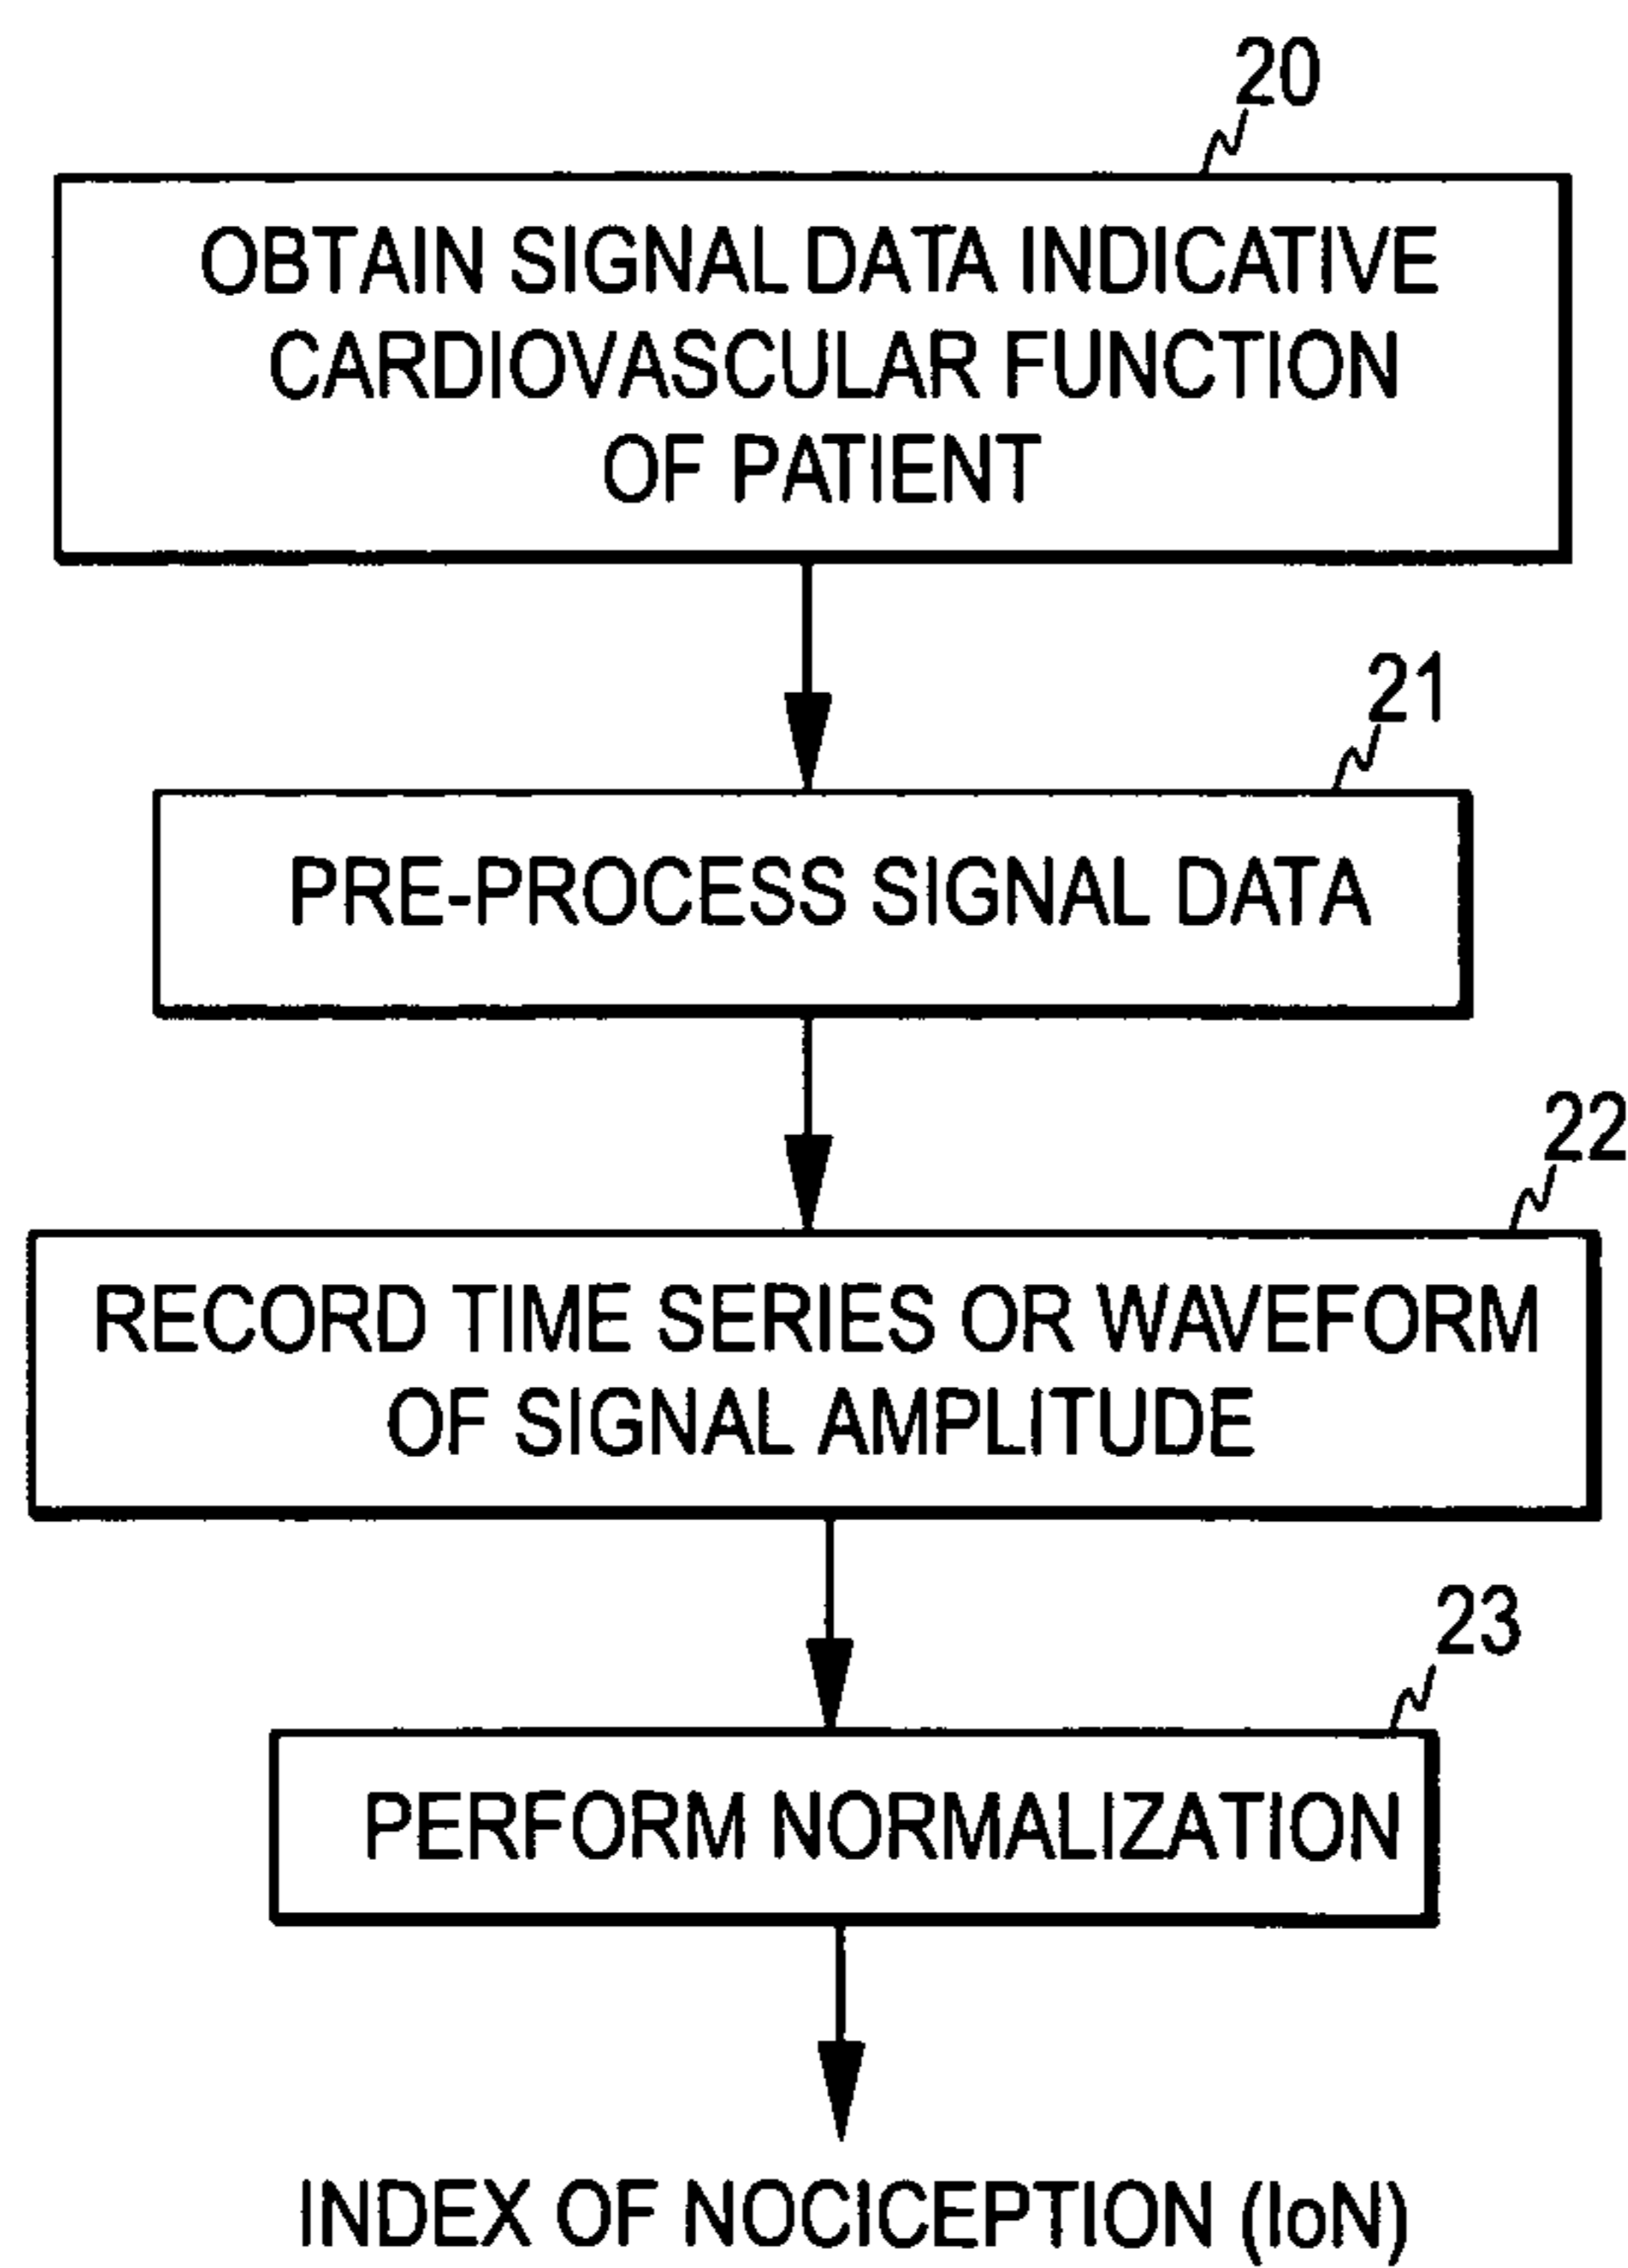 20
OBTAIN SIGNAL DATA INDICATIVE
CARDIOVASCULAR FUNCTION
OF PATIENT
21
PRE-PROCESS SIGNAL DATA
22
RECORD TIME SERIES OR WAVEFORM
OF SIGNAL AMPLITUDE
23
PERFORM NORMALIZATION
INDEX OF NOCICEPTION (IoN)